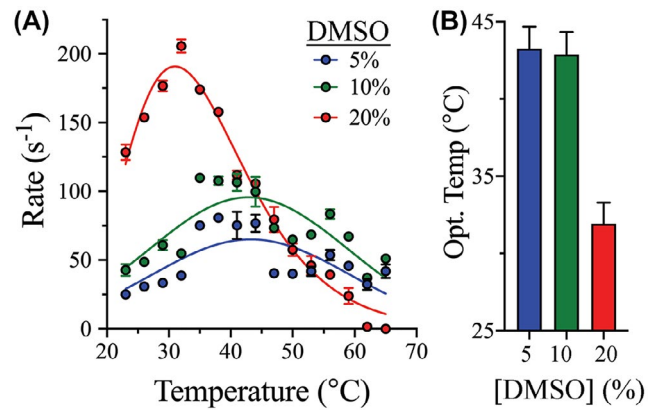 (A)
DMSO
5%
10%
20%
200
150
100
50
0
Rate (s-1)
20 30 40 50 60 70
Temperature (°C)
(B)
45
35
25
Opt. Temp (°C)
5 10 20
[DMSO] (%)